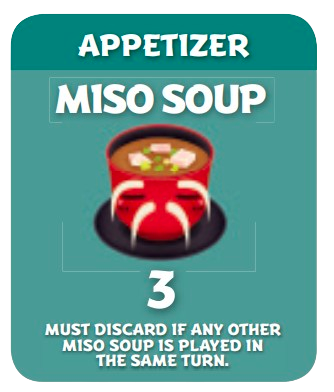 APPETIZER
MISO SOUP
3
MUST DISCARD IF ANY OTHER
MISO SOUP IS PLAYED IN
THE SAME TURN.